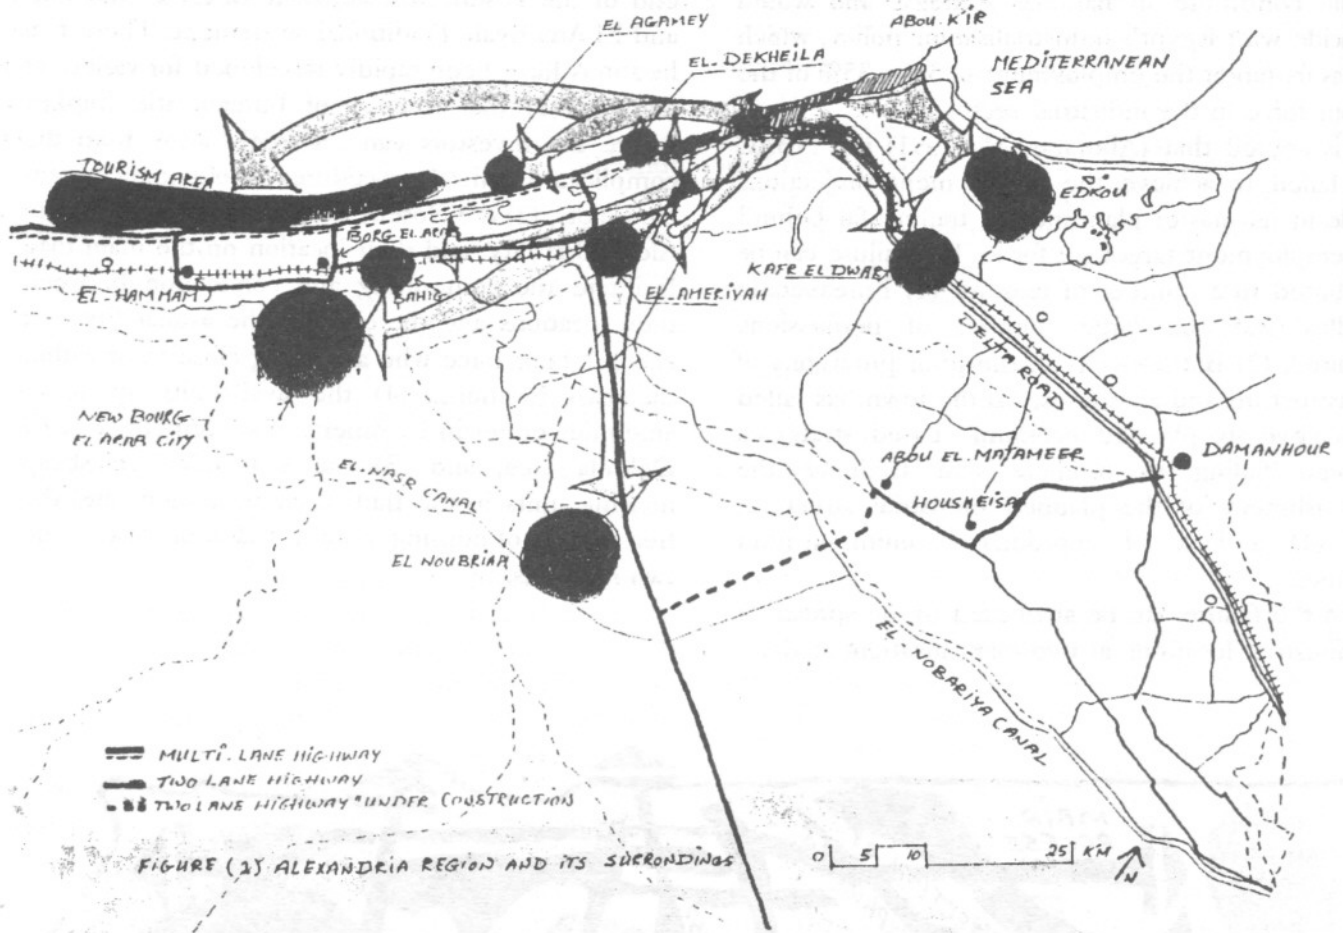 EL AGAMEY
ABOU. K'IR
EL-DEKHEILA
MEDITERRANEAN
SEA
TOURISM AREA
EDKOU
BORG EL ARAB
KAFR EL DWAR
EL-HAMMAM
BAHIG
EL-AMERIYAH
DELTA ROAD
NEW BOURG
EL ARAB CITY
ABOU EL-MATAMEER
DAMANHOUR
EL-NASR CANAL
HOUSHEISA
EL NOUBRIAH
EL NOBARIYA CANAL
MULTI-LANE HIGHWAY
TWO LANE HIGHWAY
TWO LANE HIGHWAY "UNDER CONSTRUCTION
0 5 10 25 KM
N
FIGURE (2) ALEXANDRIA REGION AND ITS SURRONDINGS